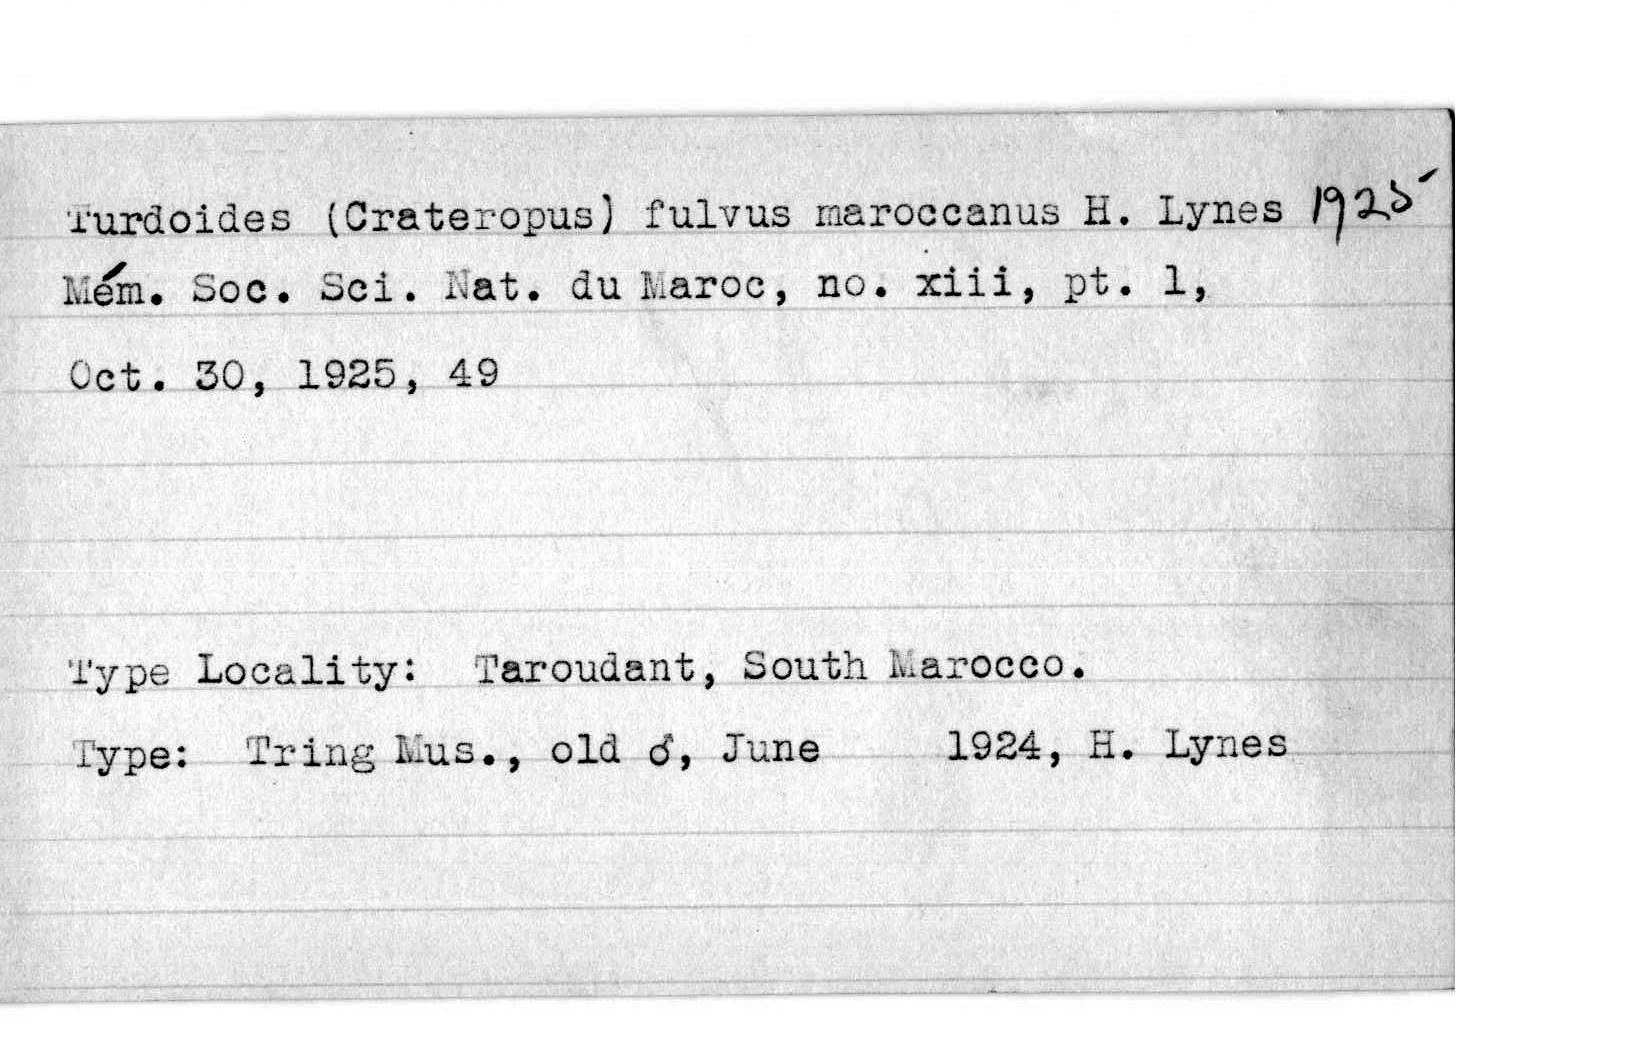 Turdoides (Crateropus) fulvus maroccanus H. Lynes 1925
Mém. Soc. Sci. Nat. du Maroc, no. xiii, pt. 1,
Oct. 30, 1925, 49
Type Locality: Taroudant, South Marocco.
Type: Tring Mus., old ♂, June 1924, H. Lynes